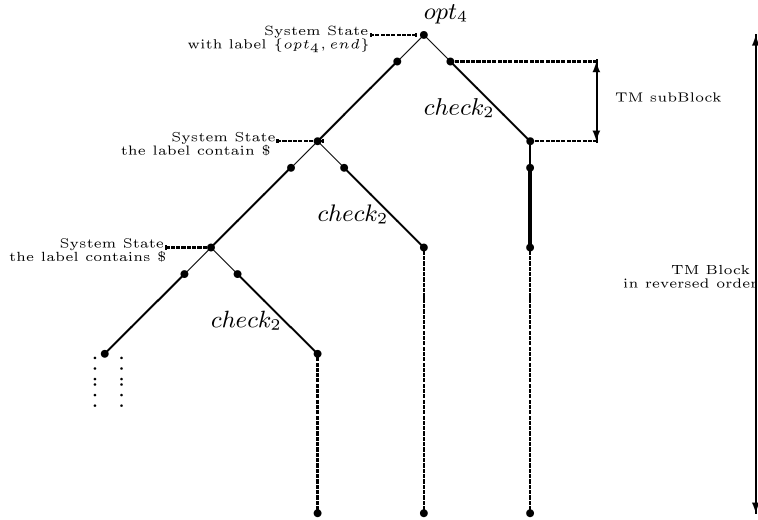 opt₄
System State
with label {opt₄, end}
TM subBlock
check₂
System State
the label contain $
check₂
System State
the label contains $
TM Block
in reversed order
check₂